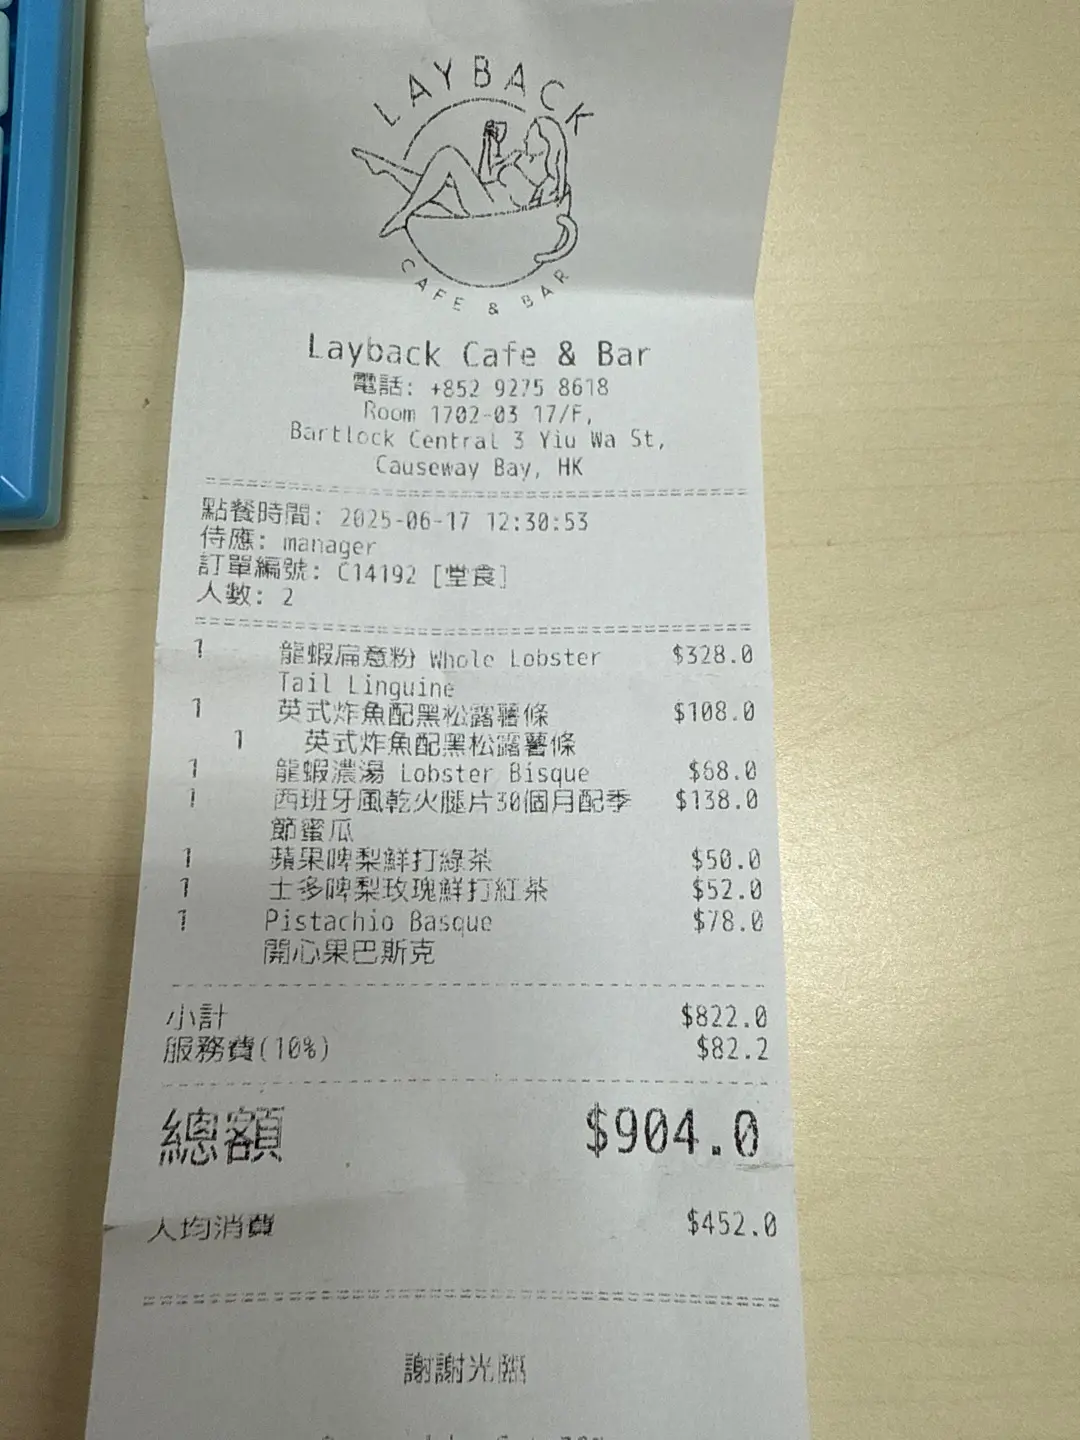 LAYBACK
CAFE & BAR
Layback Cafe & Bar
電話: +852 9275 8618
Room 1702-03 17/F,
Bartlock Central 3 Yiu Wa St,
Causeway Bay, HK
點餐時間: 2025-06-17 12:30:53
侍應: manager
訂單編號: C14192 [堂食]
人數: 2
1 龍蝦扁意粉 Whole Lobster $328.0
Tail Linguine
1 英式炸魚配黑松露薯條 $108.0
1 英式炸魚配黑松露薯條
1 龍蝦濃湯 Lobster Bisque $68.0
1 西班牙風乾火腿片30個月配季 $138.0
節蜜瓜
1 蘋果啤梨鮮打綠茶 $50.0
1 士多啤梨玫瑰鮮打紅茶 $52.0
1 Pistachio Basque $78.0
開心果巴斯克
小計 $822.0
服務費(10%) $82.2
總額 $904.0
人均消費 $452.0
謝謝光臨